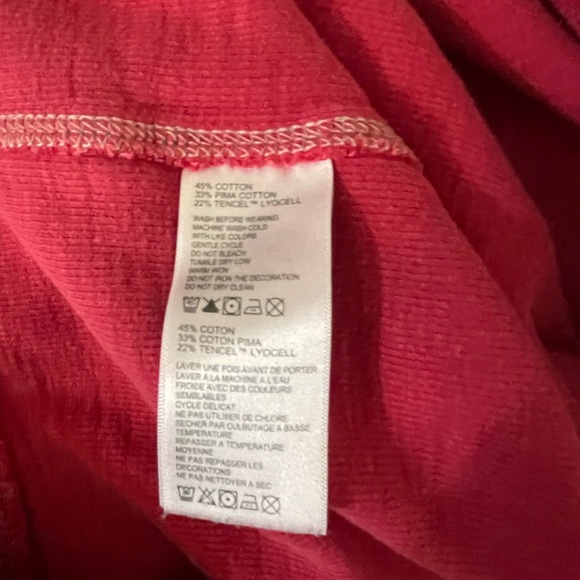 45% COTTON
33% PIMA COTTON
22% TENCEL™ LYOCELL
WASH BEFORE WEARING
MACHINE WASH COLD
WITH LIKE COLORS
GENTLE CYCLE
DO NOT BLEACH
TUMBLE DRY LOW
WARM IRON
DO NOT IRON THE DECORATION
DO NOT DRY CLEAN
45% COTON
33% COTON PIMA
22% TENCEL™ LYOCELL
LAVER UNE FOIS AVANT DE PORTER
LAVER A LA MACHINE A L'EAU
FROIDE AVEC DES COULEURS
SEMBLABLES
CYCLE DELICAT
NE PAS UTILISER DE CHLORE
SECHER PAR CULBUTAGE A BASSE
TEMPERATURE
REPASSER A TEMPERATURE
MOYENNE
NE PAS REPASSER LES
DECORATIONS
NE PAS NETTOYER A SEC